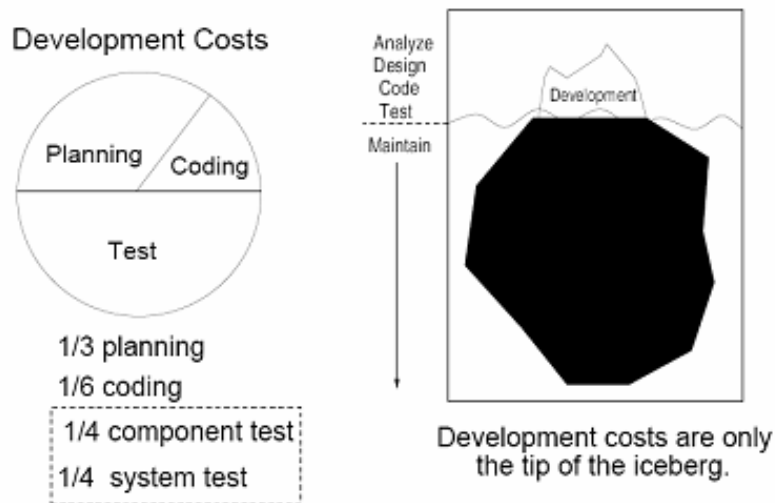 Development Costs
Planning
Coding
Test
1/3 planning
1/6 coding
1/4 component test
1/4 system test
Analyze
Design
Code
Test
Maintain
Development
Development costs are only
the tip of the iceberg.